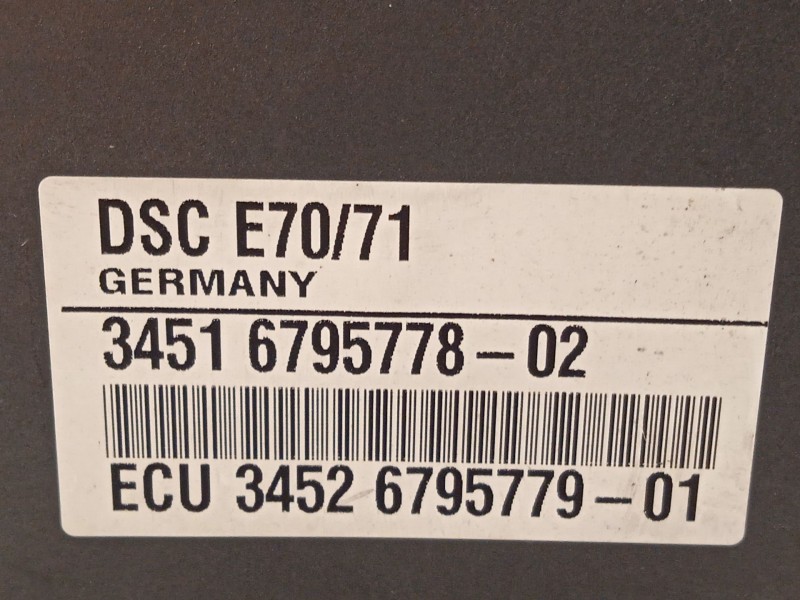 DSC E70/71
GERMANY
3451 6795778-02
ECU 3452 6795779-01